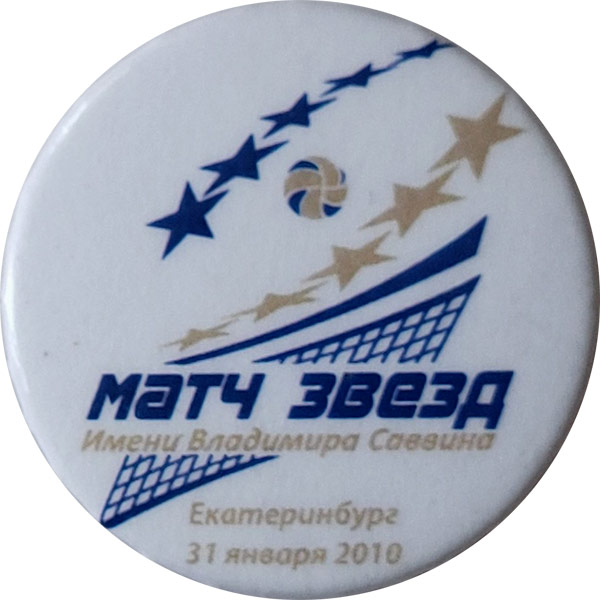 матч звезд
Имени Владимира Саввина
Екатеринбург
31 января 2010